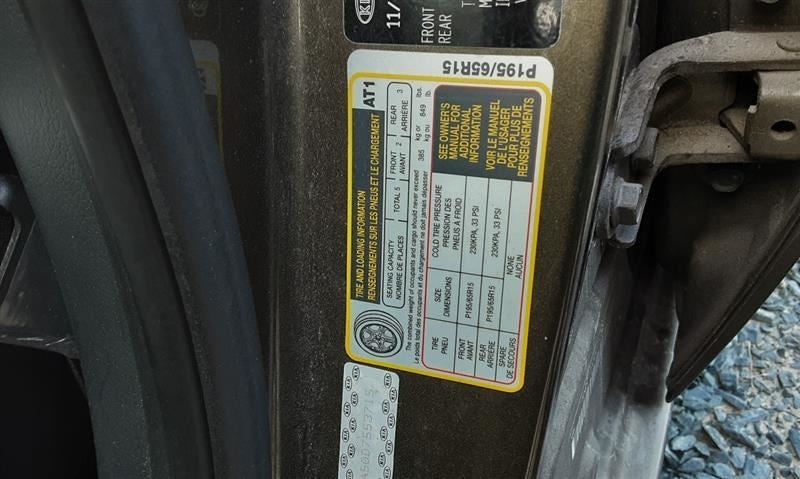 KIA
11/
FRONT
REAR
TIRE AND LOADING INFORMATION
RENSEIGNEMENTS SUR LES PNEUS ET LE CHARGEMENT
AT1
SEATING CAPACITY
NOMBRE DE PLACES
TOTAL 5
FRONT
AVANT
2
REAR
ARRIÈRE
3
The combined weight of occupants and cargo should never exceed 385 kg or 849 lbs.
Le poids total des occupants et du chargement ne doit jamais dépasser kg ou lb.
TIRE
PNEU
SIZE
DIMENSIONS
COLD TIRE PRESSURE
PRESSION DES
PNEUS À FROID
FRONT
AVANT
P195/65R15
230KPA, 33 PSI
REAR
ARRIÈRE
P195/65R15
230KPA, 33 PSI
SPARE
DE SECOURS
NONE
AUCUN
SEE OWNER'S
MANUAL FOR
ADDITIONAL
INFORMATION
VOIR LE MANUEL
DE L'USAGER
POUR PLUS DE
RENSEIGNEMENTS
P195/65R15